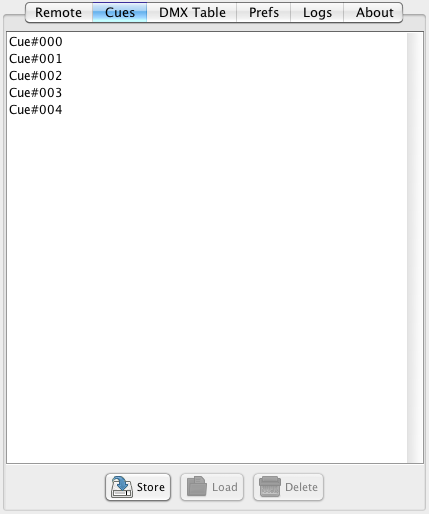 Remote Cues DMX Table Prefs Logs About
Cue#000
Cue#001
Cue#002
Cue#003
Cue#004
Store Load Delete